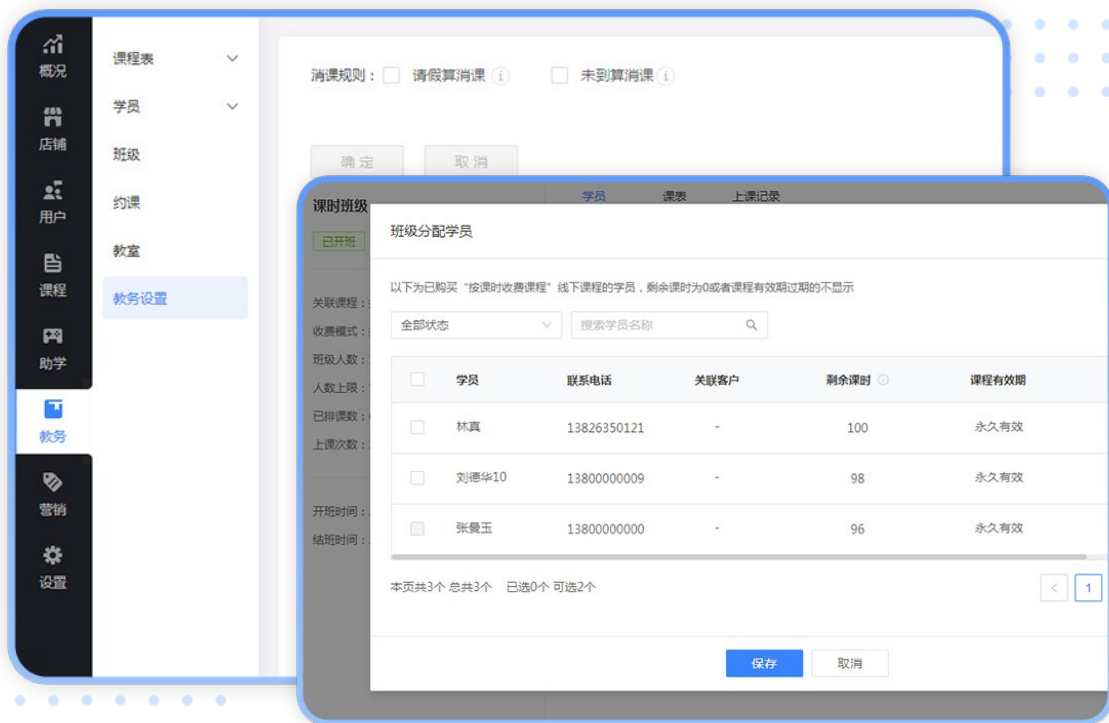 概况
店铺
用户
课程
助学
教务
营销
设置
课程表
学员
班级
约课
教室
教务设置
消课规则： 请假算消课 未到算消课
确定 取消
课时班级
已开班
学员 课表 上课记录
关联课程：
收费模式：
班级人数：
人数上限：
已排课数：
上课次数：
开班时间：
结班时间：
班级分配学员
以下为已购买“按课时收费课程”线下课程的学员，剩余课时为0或者课程有效期过期的不显示
全部状态 搜索学员名称
学员 联系电话 关联客户 剩余课时 课程有效期
林真 13826350121 - 100 永久有效
刘德华10 13800000009 - 98 永久有效
张曼玉 13800000000 - 96 永久有效
本页共3个 总共3个 已选0个 可选2个
< 1
保存 取消